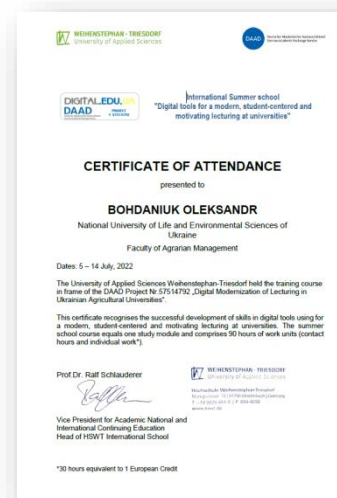 WEIHENSTEPHAN - TRIESDORF
University of Applied Sciences
DAAD
DIGITAL.EDU.
DAAD
International Summer school
"Digital tools for a modern, student-centered and
motivating lecturing at universities"
CERTIFICATE OF ATTENDANCE
presented to
BOHDANIUK OLEKSANDR
National University of Life and Environmental Sciences of
Ukraine
Faculty of Agrarian Management
Dates: 5 – 14 July, 2022
The University of Applied Sciences Weihenstephan-Triesdorf held the training course
in frame of the DAAD Project Nr.57514792 „Digital Modernization of Lecturing in
Ukrainian Agricultural Universities".
This certificate recognises the successful development of skills in digital tools using for
a modern, student-centered and motivating lecturing at universities. The summer
school course equals one study module and comprises 90 hours of work units (contact
hours and individual work*).
Prof.Dr. Ralf Schlauderer
WEIHENSTEPHAN - TRIESDORF
University of Applied Sciences
Hochschule Weihenstephan-Triesdorf
Vice President for Academic National and
International Continuing Education
Head of HSWT International School
*30 hours equivalent to 1 European Credit